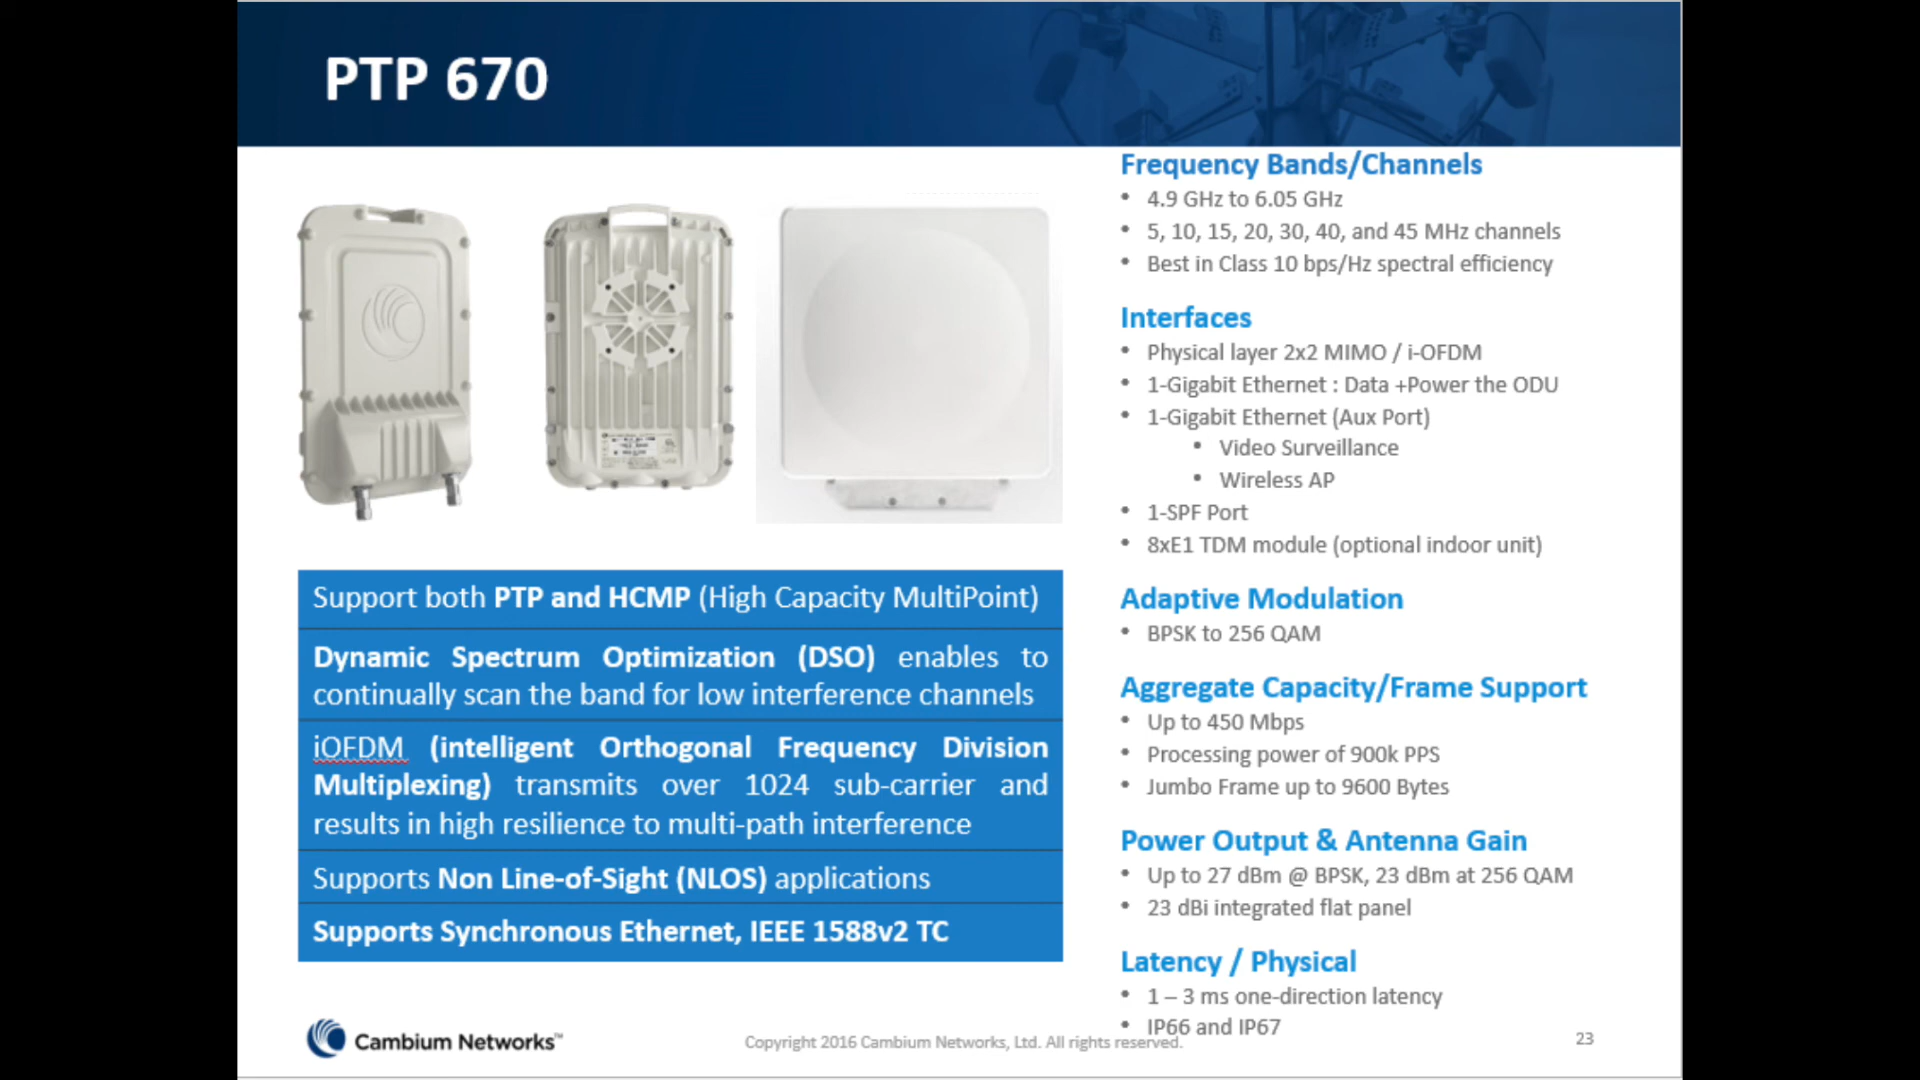 PTP 670
Support both PTP and HCMP (High Capacity MultiPoint)
Dynamic Spectrum Optimization (DSO) enables to
continually scan the band for low interference channels
iOFDM (intelligent Orthogonal Frequency Division
Multiplexing) transmits over 1024 sub-carrier and
results in high resilience to multi-path interference
Supports Non Line-of-Sight (NLOS) applications
Supports Synchronous Ethernet, IEEE 1588v2 TC
Frequency Bands/Channels
• 4.9 GHz to 6.05 GHz
• 5, 10, 15, 20, 30, 40, and 45 MHz channels
• Best in Class 10 bps/Hz spectral efficiency
Interfaces
• Physical layer 2x2 MIMO / i-OFDM
• 1-Gigabit Ethernet : Data +Power the ODU
• 1-Gigabit Ethernet (Aux Port)
• Video Surveillance
• Wireless AP
• 1-SPF Port
• 8xE1 TDM module (optional indoor unit)
Adaptive Modulation
• BPSK to 256 QAM
Aggregate Capacity/Frame Support
• Up to 450 Mbps
• Processing power of 900k PPS
• Jumbo Frame up to 9600 Bytes
Power Output & Antenna Gain
• Up to 27 dBm @ BPSK, 23 dBm at 256 QAM
• 23 dBi integrated flat panel
Latency / Physical
• 1 – 3 ms one-direction latency
• IP66 and IP67
Cambium Networks™
Copyright 2016 Cambium Networks, Ltd. All rights reserved.
23